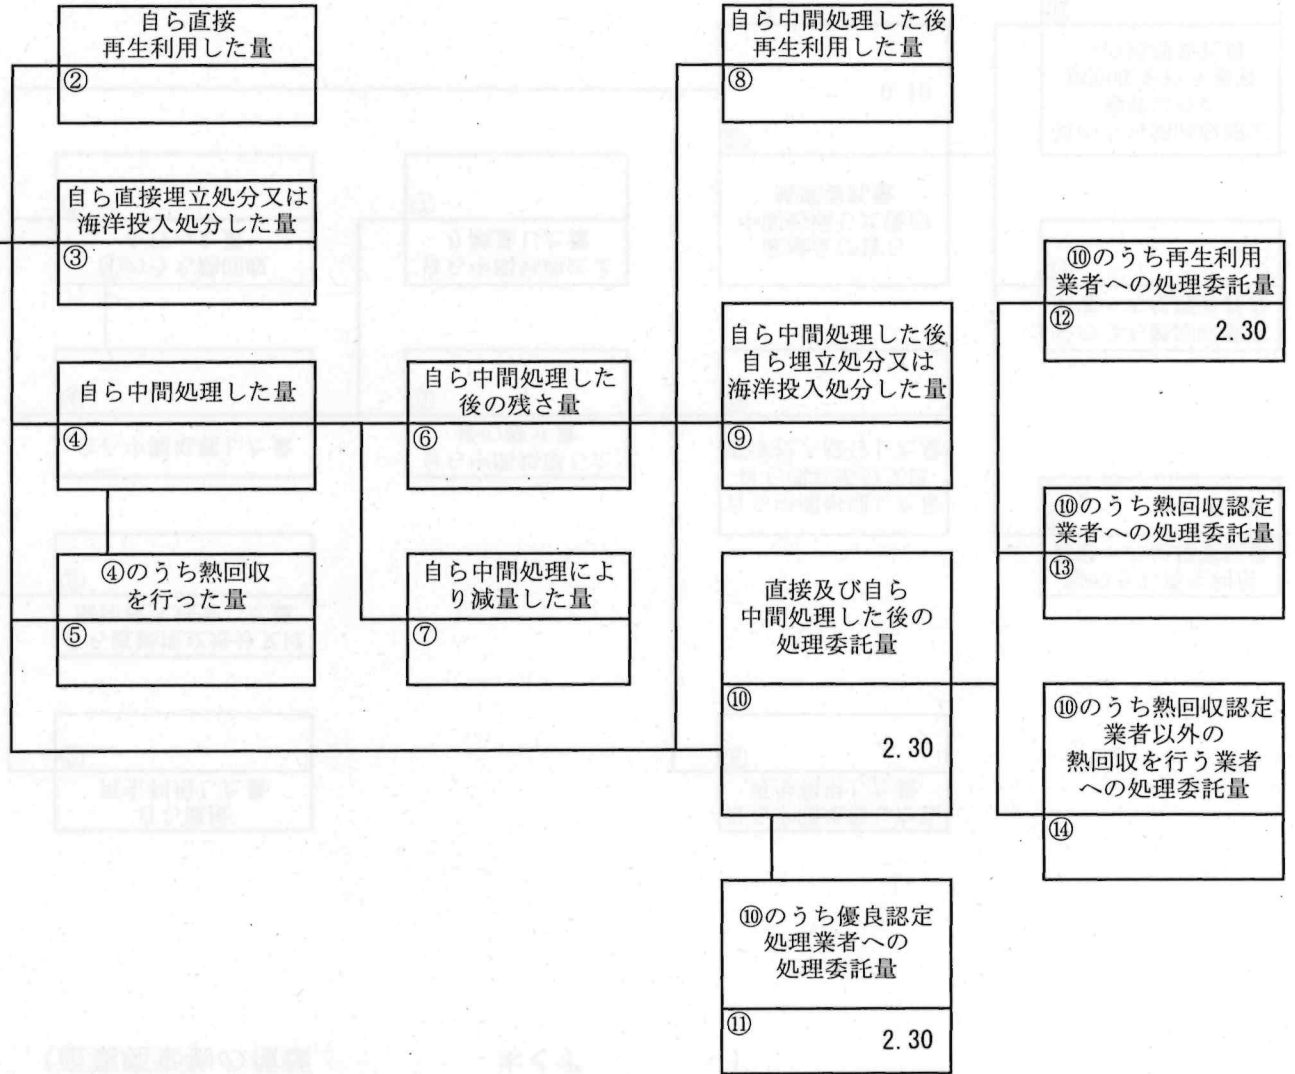 自ら直接
再生利用した量
②
自ら直接埋立処分又は
海洋投入処分した量
③
自ら中間処理した量
④
④のうち熱回収
を行った量
⑤
自ら中間処理した
後の残さ量
⑥
自ら中間処理によ
り減量した量
⑦
自ら中間処理した後
再生利用した量
⑧
自ら中間処理した後
自ら埋立処分又は
海洋投入処分した量
⑨
直接及び自ら
中間処理した後の
処理委託量
⑩
2.30
⑩のうち優良認定
処理業者への
処理委託量
⑪
2.30
⑩のうち再生利用
業者への処理委託量
⑫
2.30
⑩のうち熱回収認定
業者への処理委託量
⑬
⑩のうち熱回収認定
業者以外の
熱回収を行う業者
への処理委託量
⑭